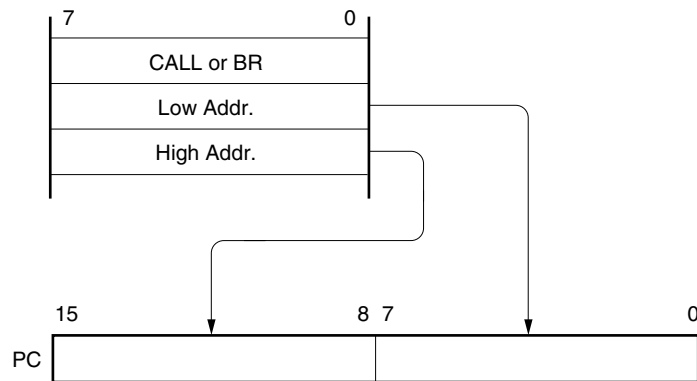 7 0
CALL or BR
Low Addr.
High Addr.
15 8 7 0
PC